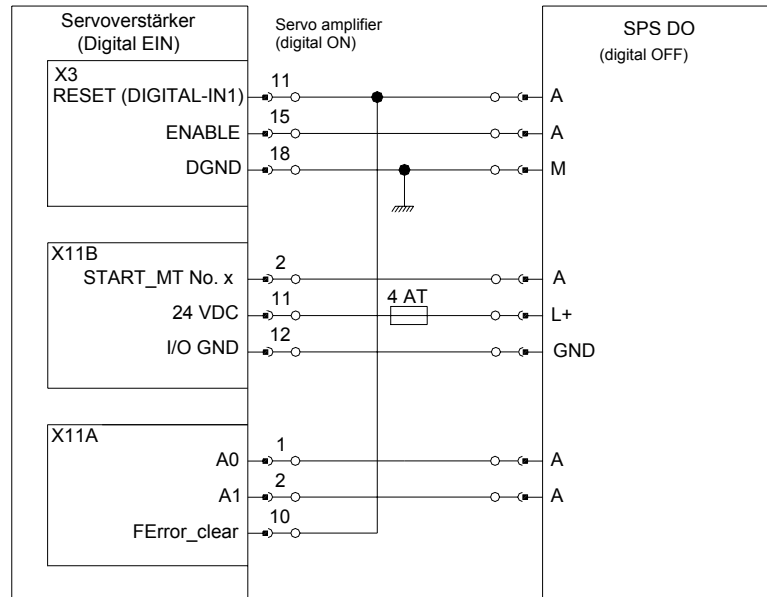 Servoverstärker
(Digital EIN)
Servo amplifier
(digital ON)
SPS DO
(digital OFF)
X3
RESET (DIGITAL-IN1)
11
A
ENABLE
15
A
DGND
18
M
X11B
START_MT No. x
2
A
24 VDC
11
4 AT
L+
I/O GND
12
GND
X11A
A0
1
A
A1
2
A
FError_clear
10